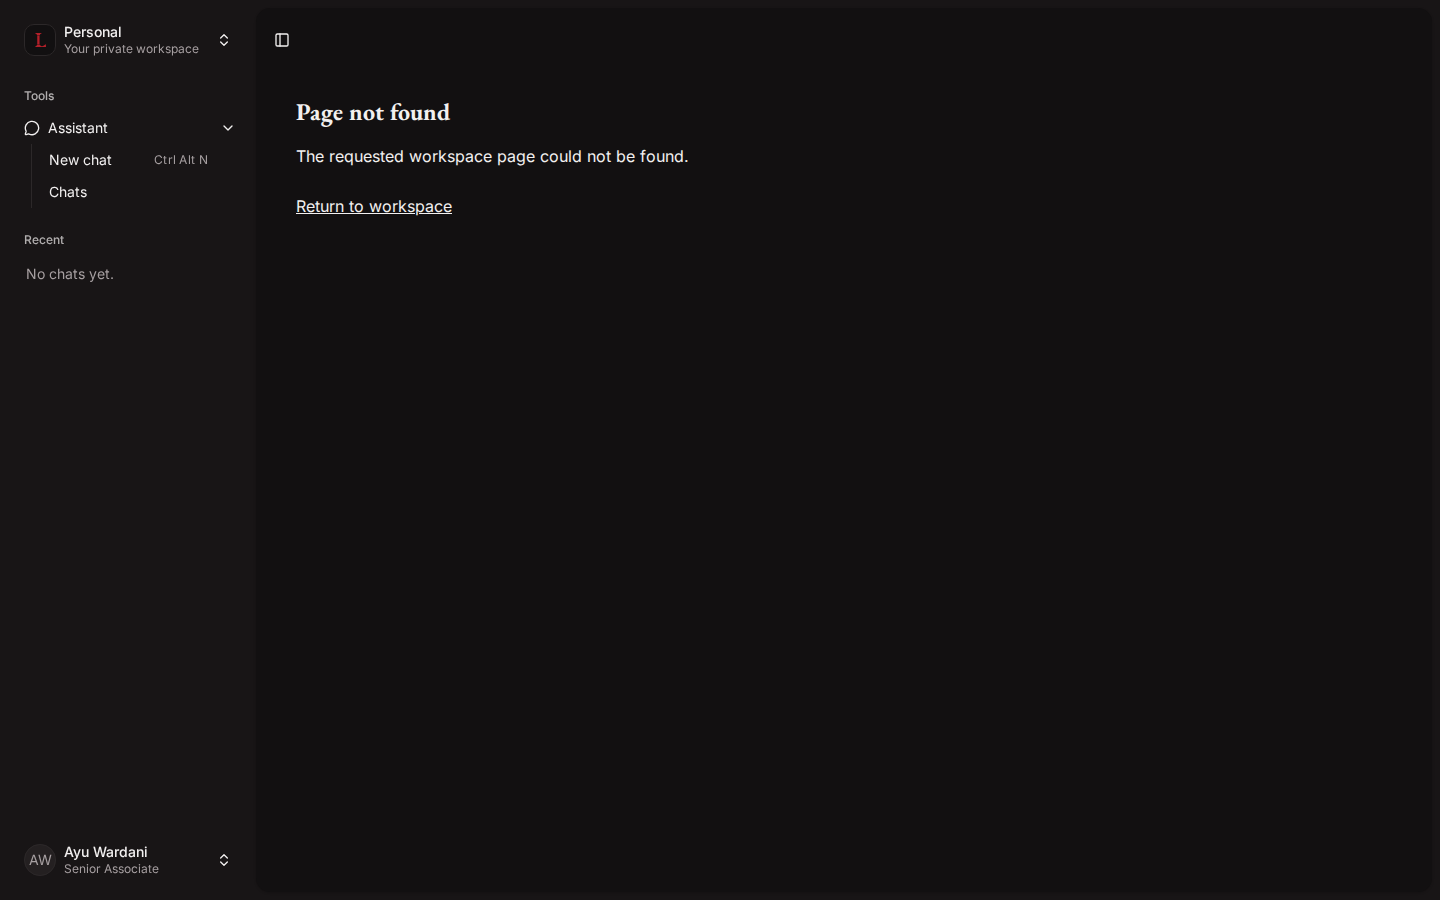 L
Personal
Your private workspace
Tools
Assistant
New chat Ctrl Alt N
Chats
Recent
No chats yet.
AW
Ayu Wardani
Senior Associate
Page not found
The requested workspace page could not be found.
Return to workspace